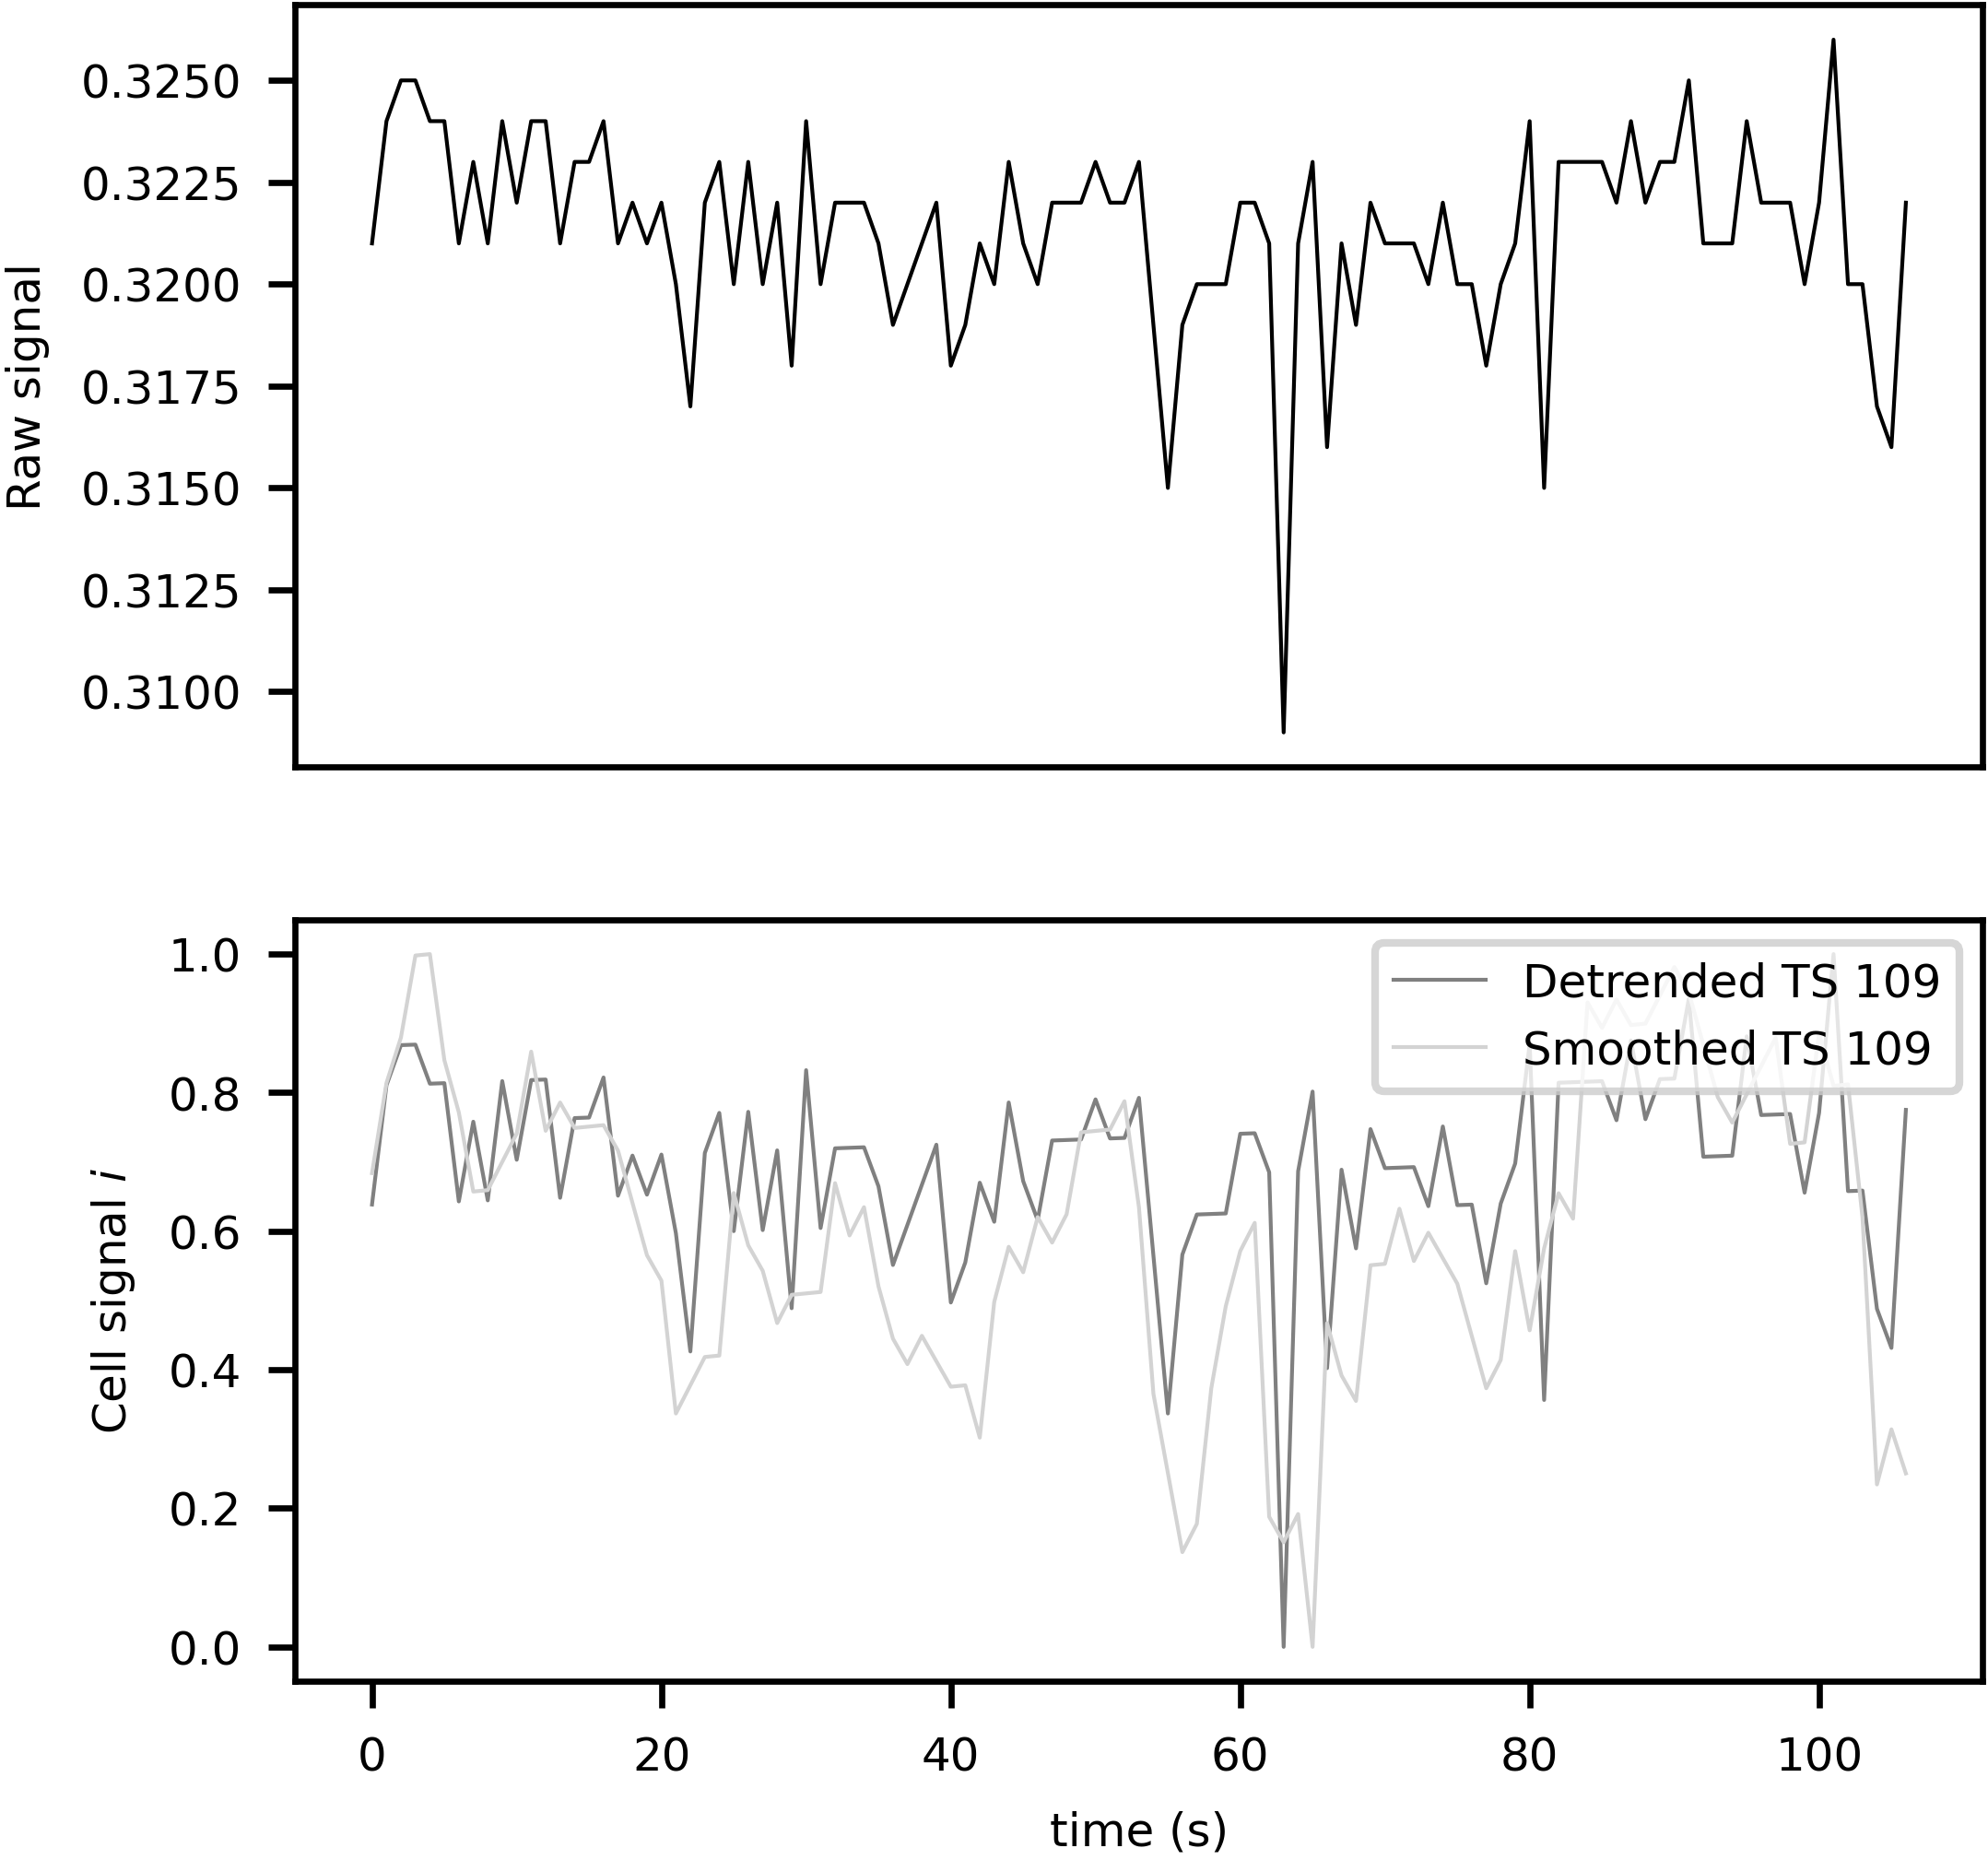 Raw signal
0.3250
0.3225
0.3200
0.3175
0.3150
0.3125
0.3100
Cell signal i
1.0
0.8
0.6
0.4
0.2
0.0
Detrended TS 109
Smoothed TS 109
0 20 40 60 80 100
time (s)